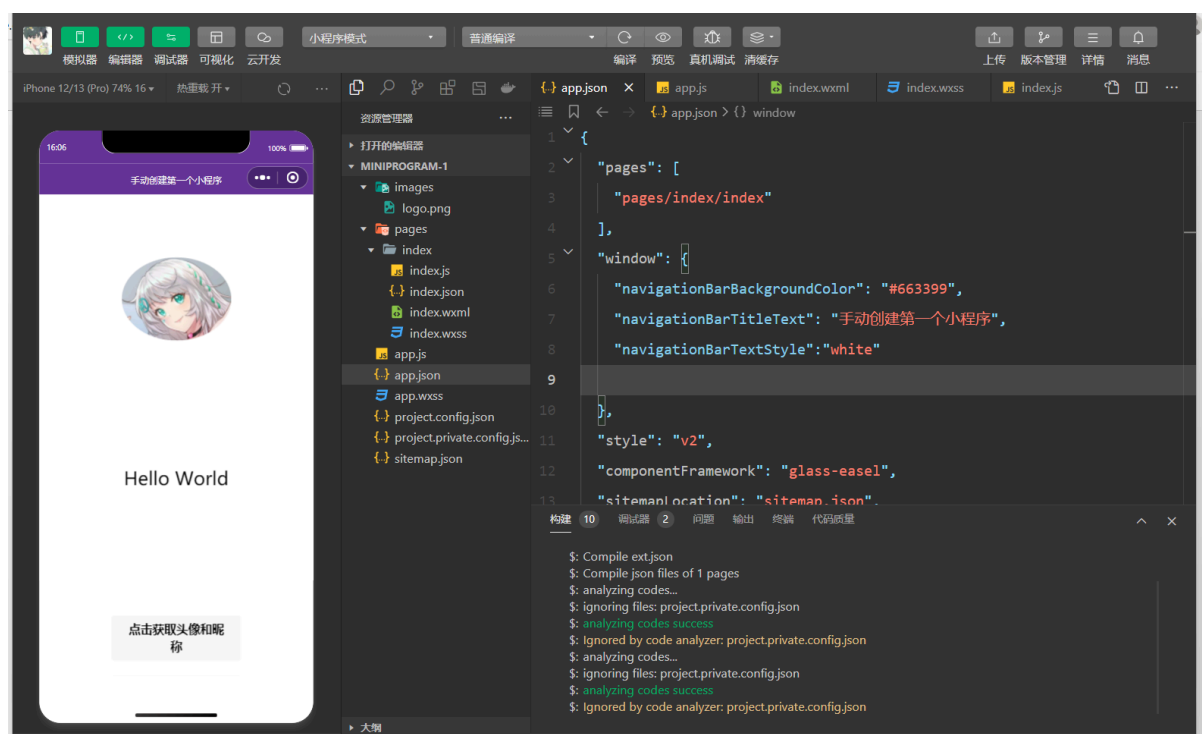 小程序模式 普通编译
模拟器 编辑器 调试器 可视化 云开发 编译 预览 真机调试 清缓存 上传 版本管理 详情 消息
iPhone 12/13 (Pro) 74% 16 热重载 开
16:06 100%
手动创建第一个小程序
Hello World
点击获取头像和昵
称
资源管理器
打开的编辑器
MINIPROGRAM-1
images
logo.png
pages
index
JS index.js
{..} index.json
index.wxml
index.wxss
JS app.js
{..} app.json
app.wxss
{..} project.config.json
{..} project.private.config.js...
{..} sitemap.json
大纲
{..} app.json JS app.js index.wxml index.wxss JS index.js
{..} app.json > {} window
1 {
2 "pages": [
3 "pages/index/index"
4 ],
5 "window": {
6 "navigationBarBackgroundColor": "#663399",
7 "navigationBarTitleText": "手动创建第一个小程序",
8 "navigationBarTextStyle":"white"
9
10 },
11 "style": "v2",
12 "componentFramework": "glass-easel",
13 "sitemapLocation": "sitemap.json",
构建 10 调试器 2 问题 输出 终端 代码质量
$: Compile ext.json
$: Compile json files of 1 pages
$: analyzing codes...
$: ignoring files: project.private.config.json
$: analyzing codes success
$: Ignored by code analyzer: project.private.config.json
$: analyzing codes...
$: ignoring files: project.private.config.json
$: analyzing codes success
$: Ignored by code analyzer: project.private.config.json